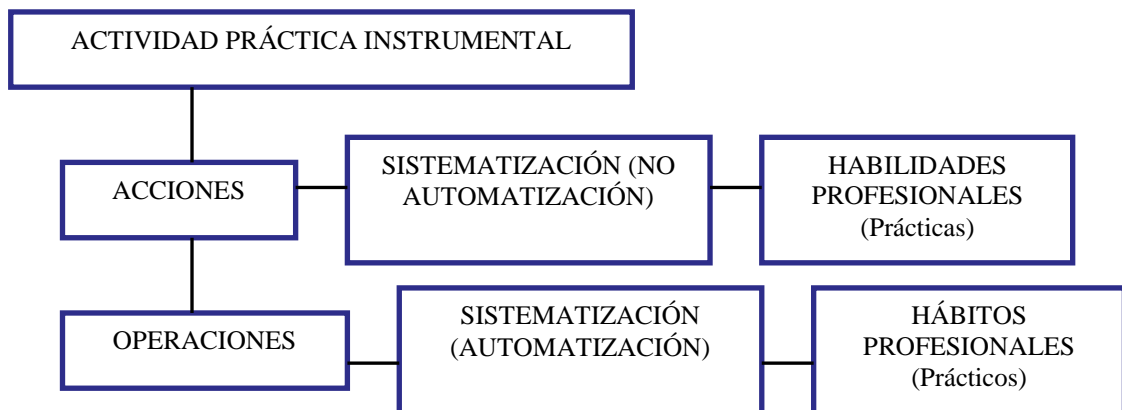 ACTIVIDAD PRÁCTICA INSTRUMENTAL
ACCIONES
SISTEMATIZACIÓN (NO
AUTOMATIZACIÓN)
HABILIDADES
PROFESIONALES
(Prácticas)
OPERACIONES
SISTEMATIZACIÓN
(AUTOMATIZACIÓN)
HÁBITOS
PROFESIONALES
(Prácticos)